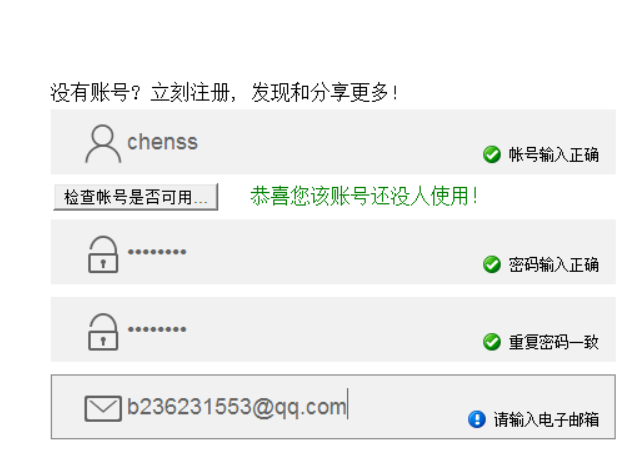 没有账号？立刻注册，发现和分享更多！
chenss
帐号输入正确
检查帐号是否可用...
恭喜您该账号还没人使用！
••••••••
密码输入正确
••••••••
重复密码一致
b236231553@qq.com
请输入电子邮箱